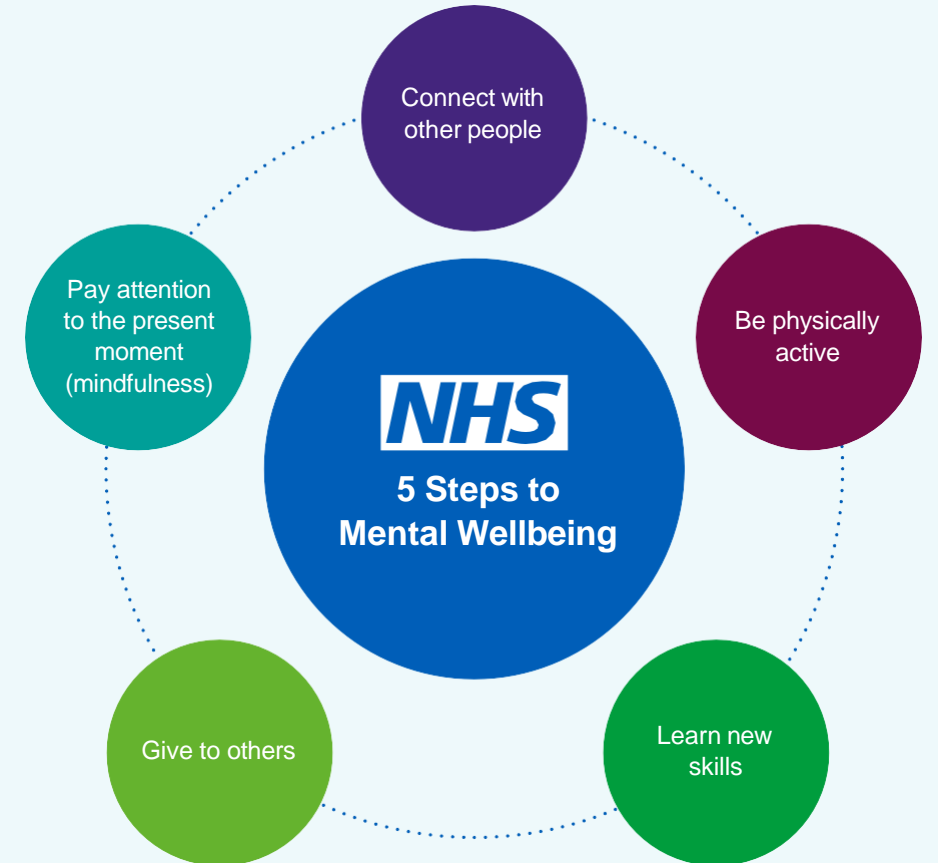 Connect with
other people
Be physically
active
Learn new
skills
Give to others
Pay attention
to the present
moment
(mindfulness)
NHS
5 Steps to
Mental Wellbeing